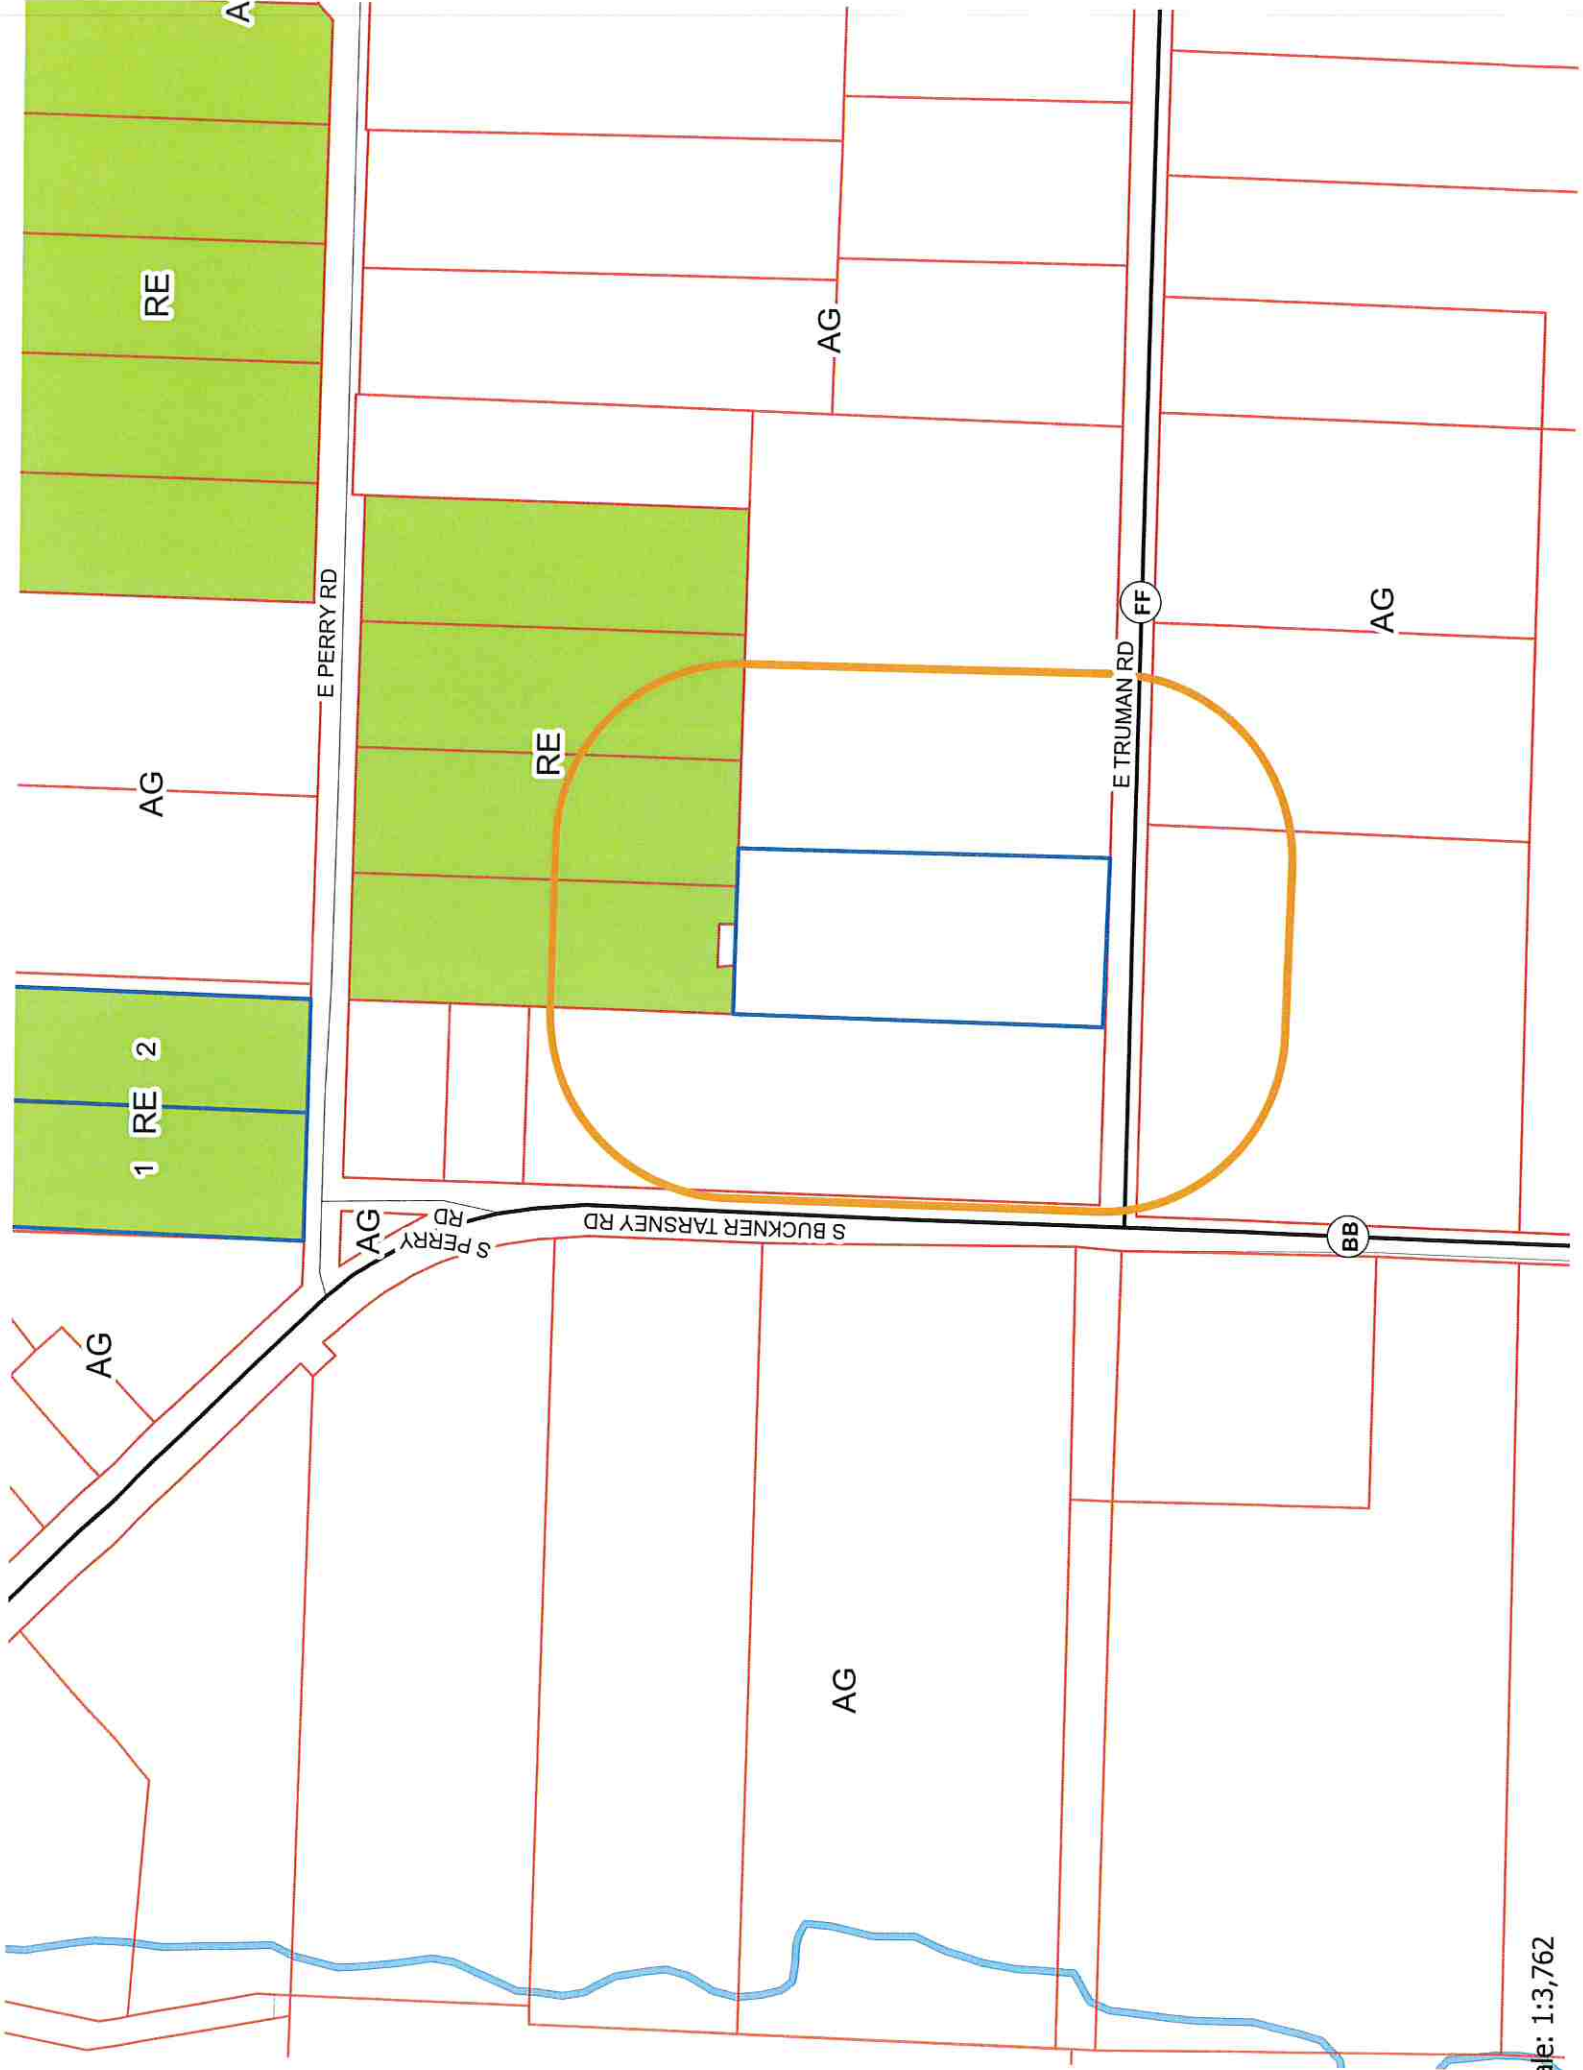 AG
1 RE 2
AG
RE
A
E PERRY RD
AG
S PERRY
RD
RE
S BUCKNER TARSNEY RD
AG
AG
E TRUMAN RD
FF
AG
BB
ale: 1:3,762